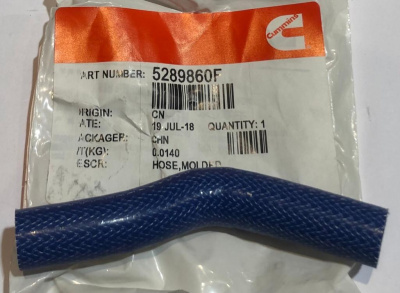 Cummins
ART NUMBER: 5289860F
ORIGIN: CN
ATE: 19 JUL-18 QUANTITY: 1
ACKAGER: CHN
T(KG): 0.0140
ESCR: HOSE,MOLDED